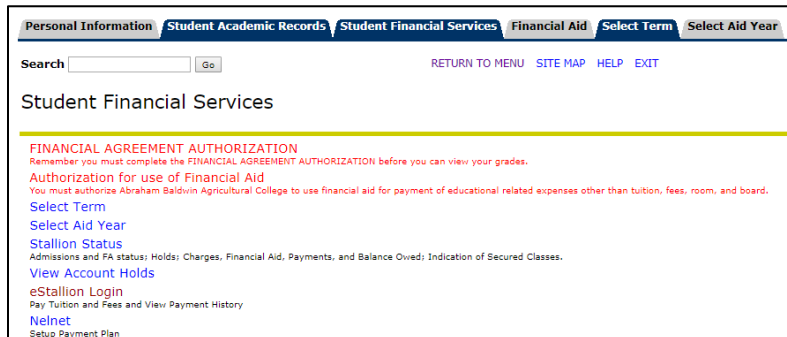 Personal Information Student Academic Records Student Financial Services Financial Aid Select Term Select Aid Year
Search Go RETURN TO MENU SITE MAP HELP EXIT
Student Financial Services
FINANCIAL AGREEMENT AUTHORIZATION
Remember you must complete the FINANCIAL AGREEMENT AUTHORIZATION before you can view your grades.
Authorization for use of Financial Aid
You must authorize Abraham Baldwin Agricultural College to use financial aid for payment of educational related expenses other than tuition, fees, room, and board.
Select Term
Select Aid Year
Stallion Status
Admissions and FA status; Holds; Charges, Financial Aid, Payments, and Balance Owed; Indication of Secured Classes.
View Account Holds
eStallion Login
Pay Tuition and Fees and View Payment History
Nelnet
Setup Payment Plan